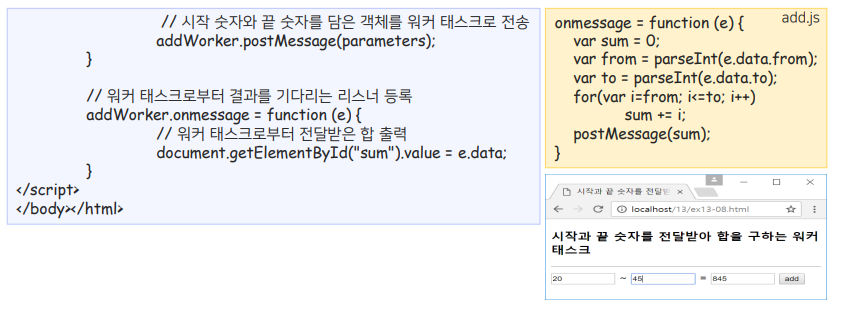 // 시작 숫자와 끝 숫자를 담은 객체를 워커 태스크로 전송
addWorker.postMessage(parameters);
}
// 워커 태스크로부터 결과를 기다리는 리스너 등록
addWorker.onmessage = function (e) {
// 워커 태스크로부터 전달받은 합 출력
document.getElementById("sum").value = e.data;
}
</script>
</body></html>
add.js
onmessage = function (e) {
var sum = 0;
var from = parseInt(e.data.from);
var to = parseInt(e.data.to);
for(var i=from; i<=to; i++)
sum += i;
postMessage(sum);
}
시작과 끝 숫자를 전달받
localhost/13/ex13-08.html
시작과 끝 숫자를 전달받아 합을 구하는 워커
태스크
20 ~ 45 = 845 add